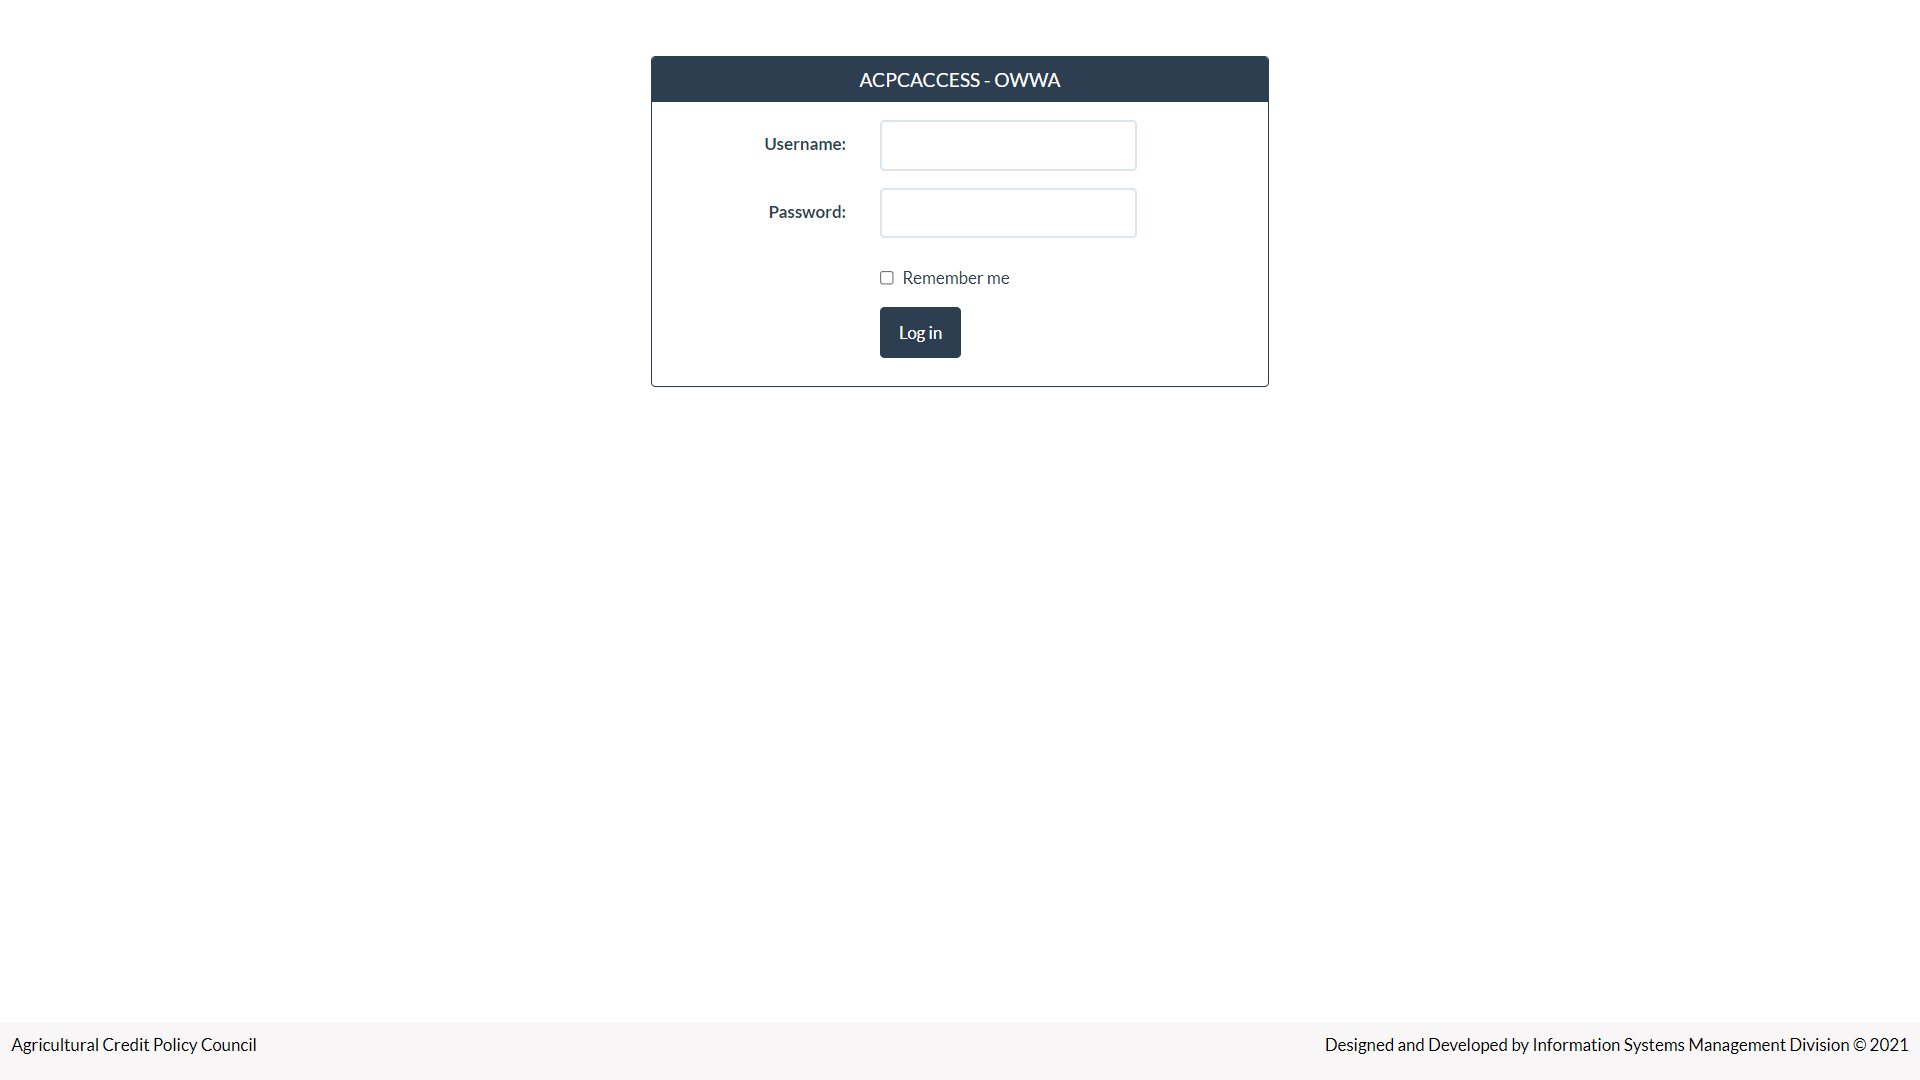 ACPCACCESS - OWWA
Username:
Password:
Remember me
Log in
Agricultural Credit Policy Council
Designed and Developed by Information Systems Management Division © 2021